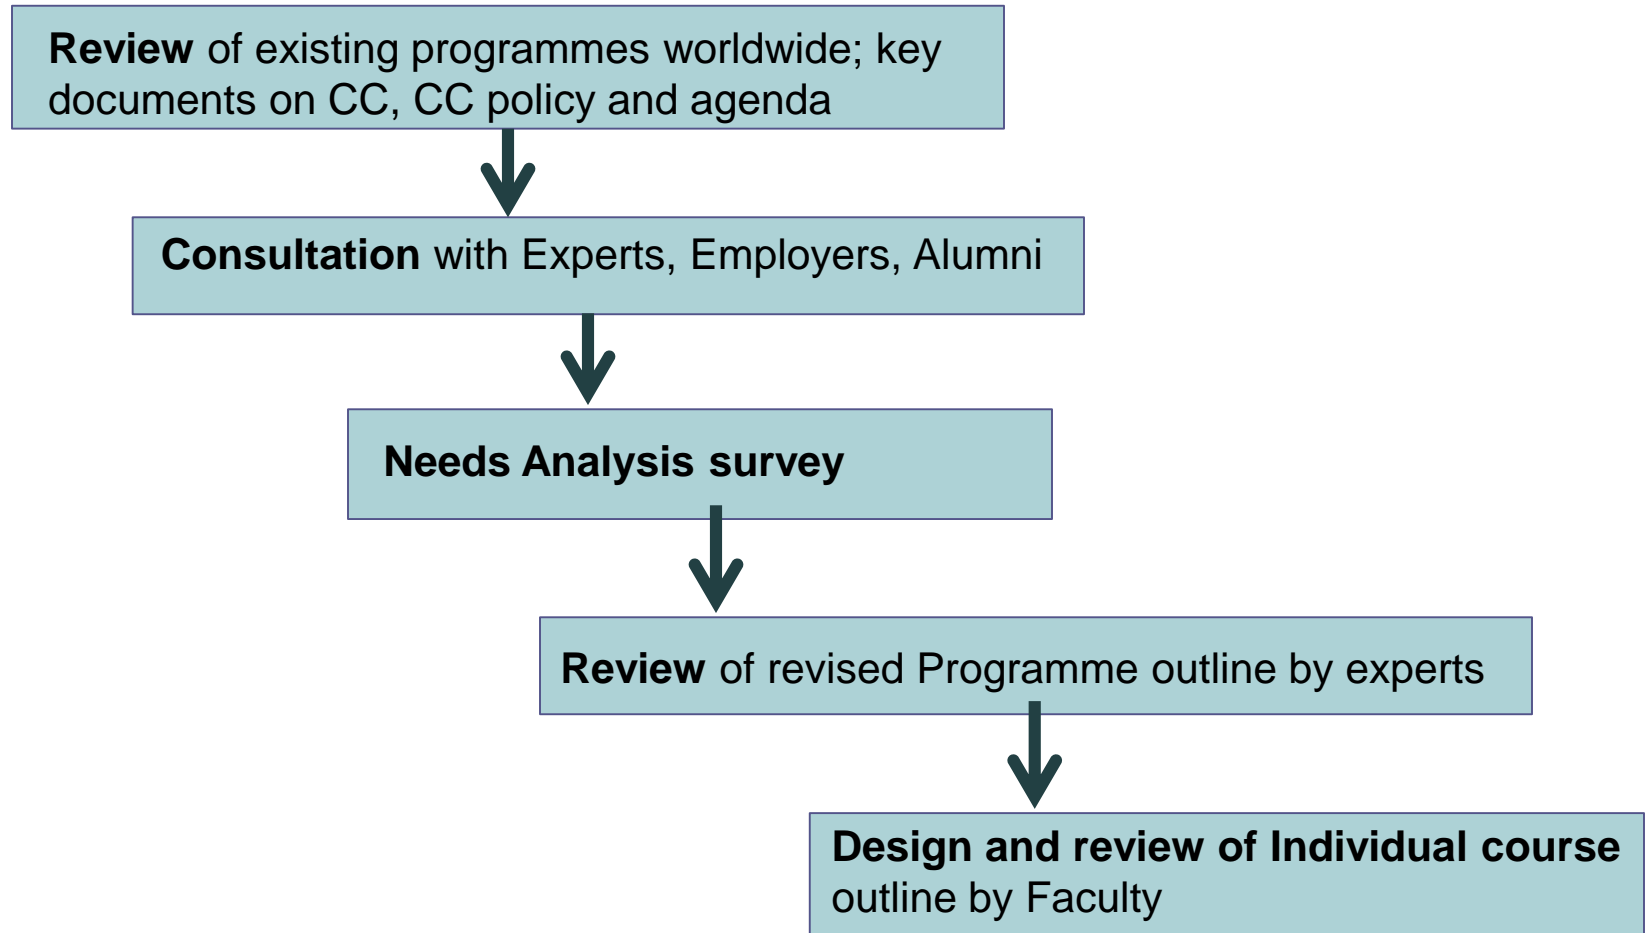 Review of existing programmes worldwide; key
documents on CC, CC policy and agenda
Consultation with Experts, Employers, Alumni
Needs Analysis survey
Review of revised Programme outline by experts
Design and review of Individual course
outline by Faculty